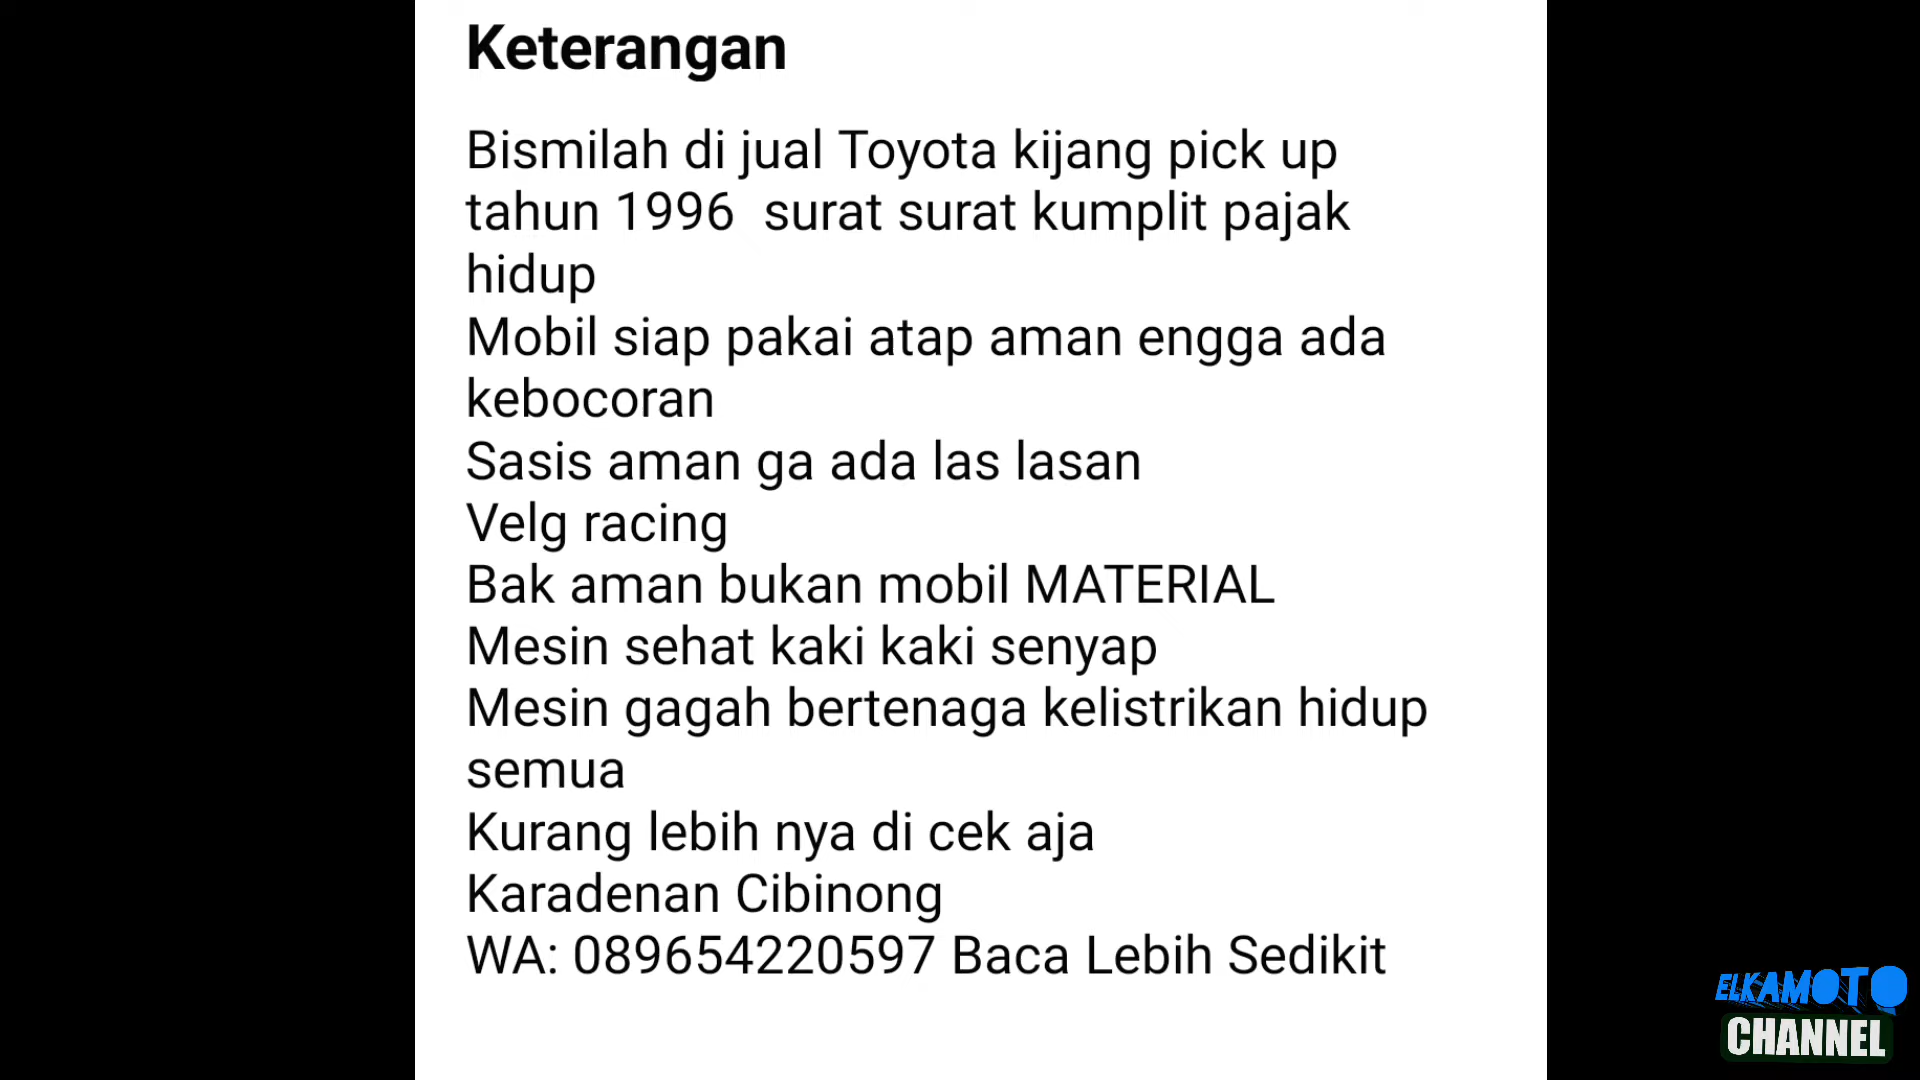 Keterangan
Bismilah di jual Toyota kijang pick up
tahun 1996  surat surat kumplit pajak
hidup
Mobil siap pakai atap aman engga ada
kebocoran
Sasis aman ga ada las lasan
Velg racing
Bak aman bukan mobil MATERIAL
Mesin sehat kaki kaki senyap
Mesin gagah bertenaga kelistrikan hidup
semua
Kurang lebih nya di cek aja
Karadenan Cibinong
WA: 089654220597 Baca Lebih Sedikit
ELKAMOTO
CHANNEL